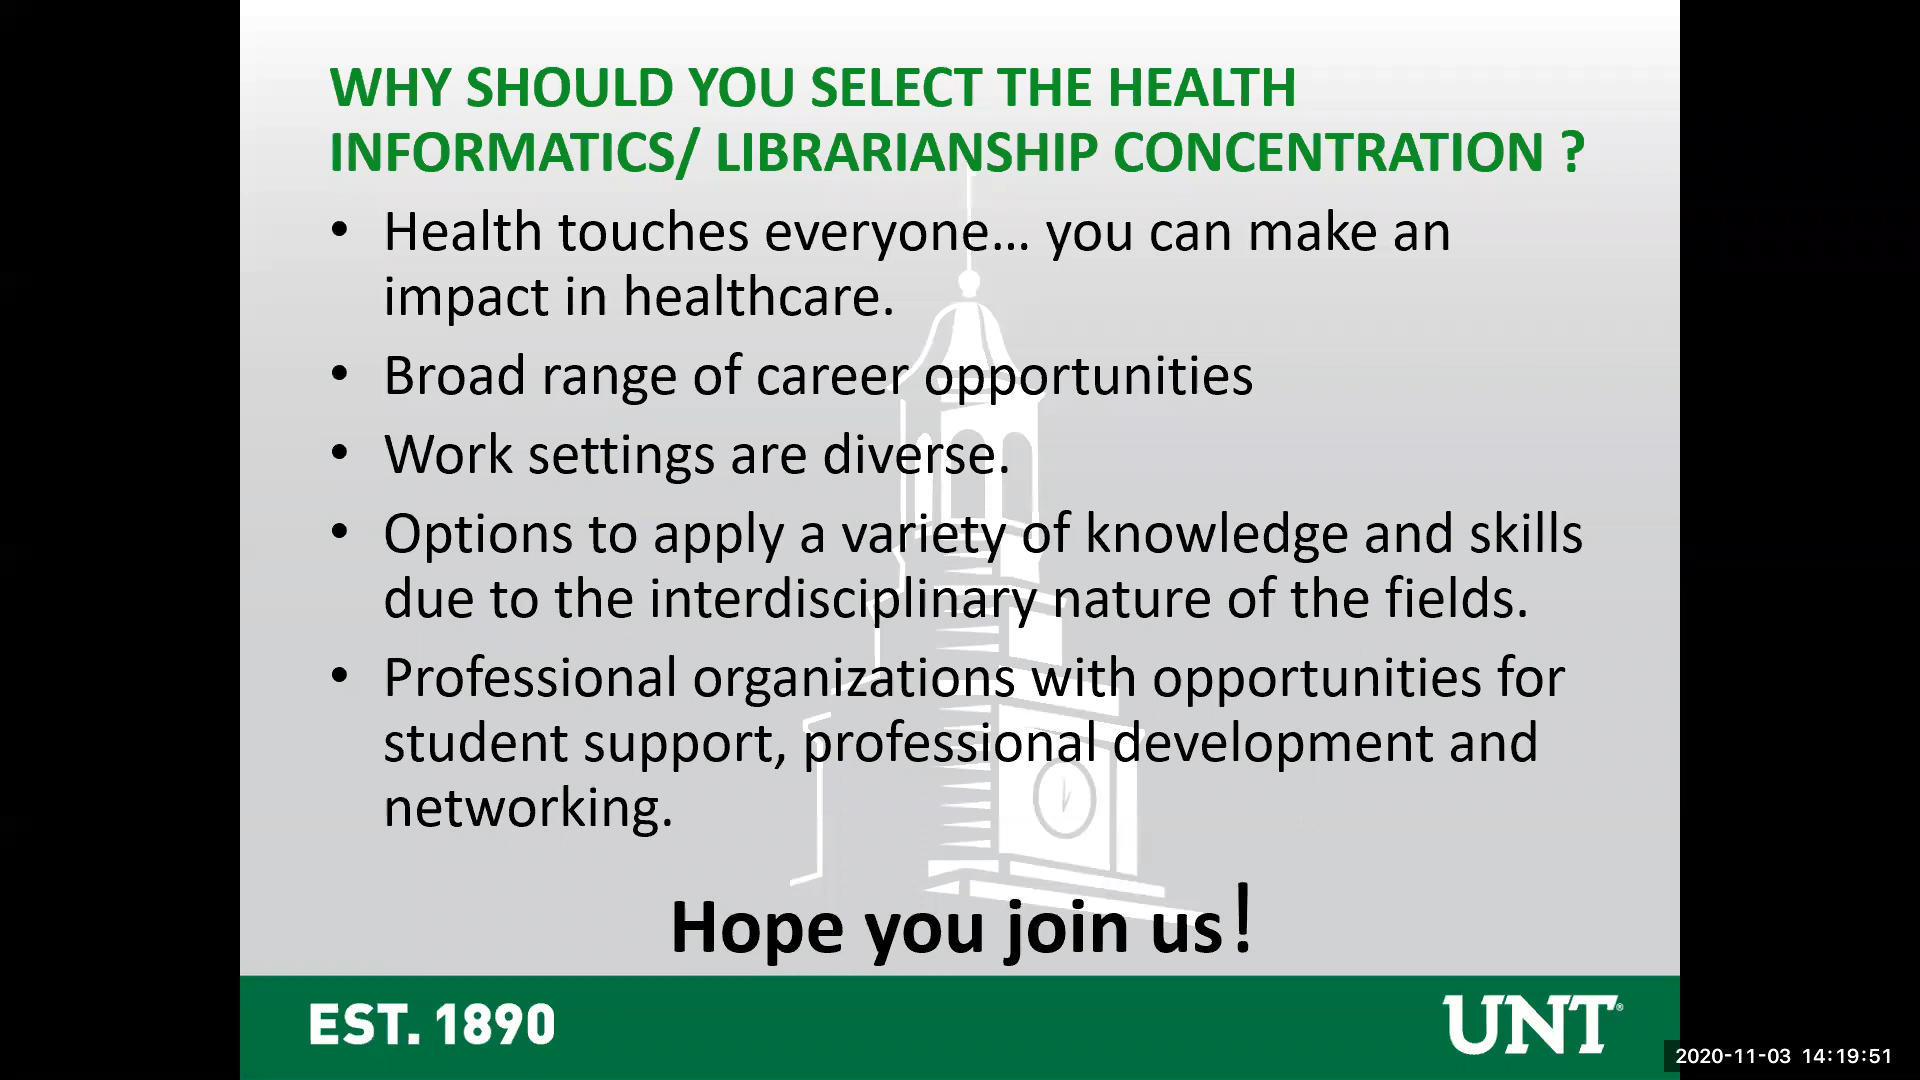 WHY SHOULD YOU SELECT THE HEALTH
INFORMATICS/ LIBRARIANSHIP CONCENTRATION ?
• Health touches everyone… you can make an
impact in healthcare.
• Broad range of career opportunities
• Work settings are diverse.
• Options to apply a variety of knowledge and skills
due to the interdisciplinary nature of the fields.
• Professional organizations with opportunities for
student support, professional development and
networking.
Hope you join us!
EST. 1890
UNT®
2020-11-03 14:19:51